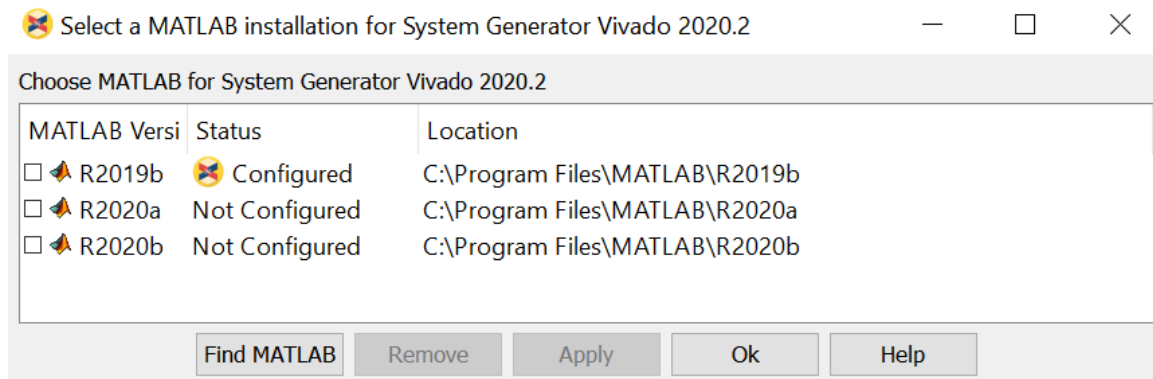 Select a MATLAB installation for System Generator Vivado 2020.2
Choose MATLAB for System Generator Vivado 2020.2
MATLAB Versi Status Location
R2019b Configured C:\Program Files\MATLAB\R2019b
R2020a Not Configured C:\Program Files\MATLAB\R2020a
R2020b Not Configured C:\Program Files\MATLAB\R2020b
Find MATLAB Remove Apply Ok Help